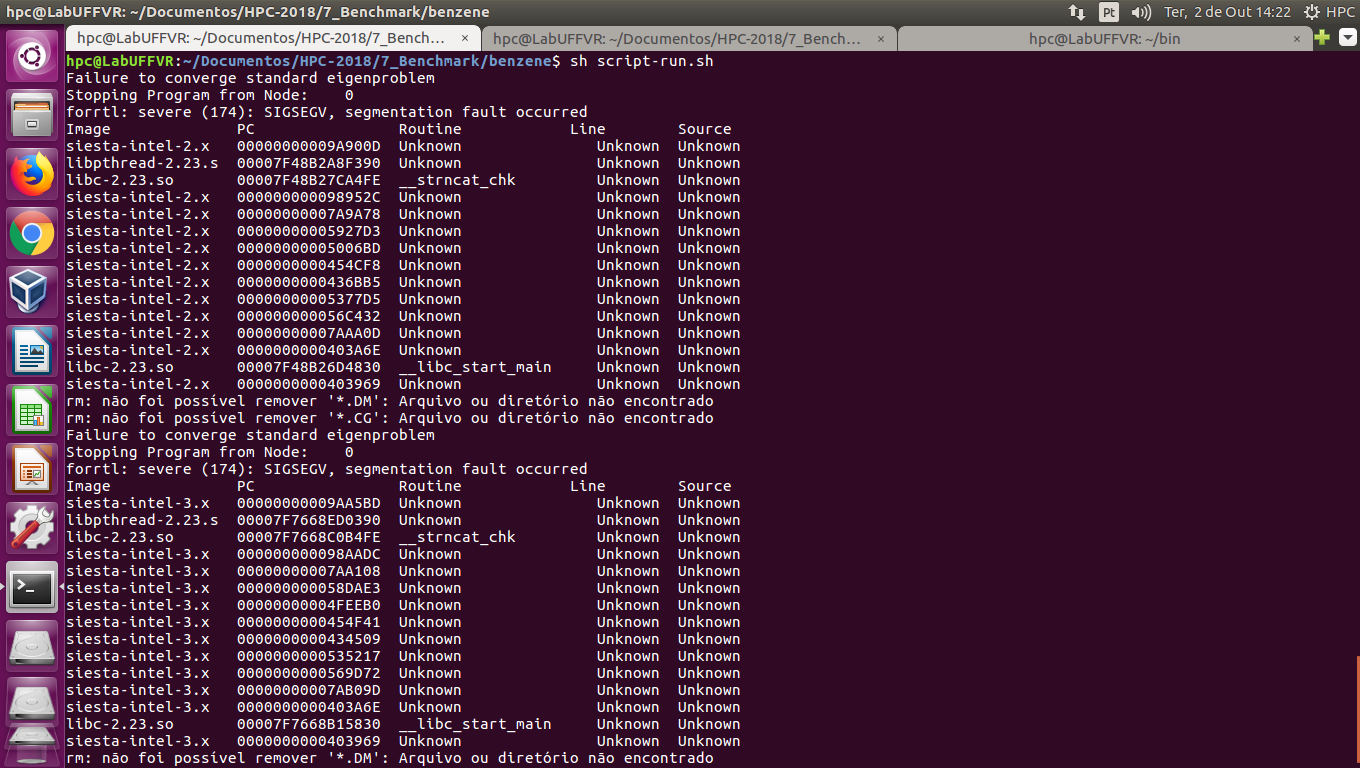 hpc@LabUFFVR: ~/Documentos/HPC-2018/7_Benchmark/benzene
Pt
Ter, 2 de Out 14:22
HPC
hpc@LabUFFVR: ~/Documentos/HPC-2018/7_Bench... ×
hpc@LabUFFVR: ~/Documentos/HPC-2018/7_Bench... ×
hpc@LabUFFVR: ~/bin ×
hpc@LabUFFVR:~/Documentos/HPC-2018/7_Benchmark/benzene$ sh script-run.sh
Failure to converge standard eigenproblem
Stopping Program from Node:    0
forrtl: severe (174): SIGSEGV, segmentation fault occurred
Image              PC                Routine            Line        Source
siesta-intel-2.x   00000000009A900D  Unknown               Unknown  Unknown
libpthread-2.23.s  00007F48B2A8F390  Unknown               Unknown  Unknown
libc-2.23.so       00007F48B27CA4FE  __strncat_chk         Unknown  Unknown
siesta-intel-2.x   000000000098952C  Unknown               Unknown  Unknown
siesta-intel-2.x   00000000007A9A78  Unknown               Unknown  Unknown
siesta-intel-2.x   00000000005927D3  Unknown               Unknown  Unknown
siesta-intel-2.x   00000000005006BD  Unknown               Unknown  Unknown
siesta-intel-2.x   0000000000454CF8  Unknown               Unknown  Unknown
siesta-intel-2.x   0000000000436BB5  Unknown               Unknown  Unknown
siesta-intel-2.x   00000000005377D5  Unknown               Unknown  Unknown
siesta-intel-2.x   000000000056C432  Unknown               Unknown  Unknown
siesta-intel-2.x   00000000007AAA0D  Unknown               Unknown  Unknown
siesta-intel-2.x   0000000000403A6E  Unknown               Unknown  Unknown
libc-2.23.so       00007F48B26D4830  __libc_start_main     Unknown  Unknown
siesta-intel-2.x   0000000000403969  Unknown               Unknown  Unknown
rm: não foi possível remover '*.DM': Arquivo ou diretório não encontrado
rm: não foi possível remover '*.CG': Arquivo ou diretório não encontrado
Failure to converge standard eigenproblem
Stopping Program from Node:    0
forrtl: severe (174): SIGSEGV, segmentation fault occurred
Image              PC                Routine            Line        Source
siesta-intel-3.x   00000000009AA5BD  Unknown               Unknown  Unknown
libpthread-2.23.s  00007F7668ED0390  Unknown               Unknown  Unknown
libc-2.23.so       00007F7668C0B4FE  __strncat_chk         Unknown  Unknown
siesta-intel-3.x   000000000098AADC  Unknown               Unknown  Unknown
siesta-intel-3.x   00000000007AA108  Unknown               Unknown  Unknown
siesta-intel-3.x   000000000058DAE3  Unknown               Unknown  Unknown
siesta-intel-3.x   00000000004FEEB0  Unknown               Unknown  Unknown
siesta-intel-3.x   0000000000454F41  Unknown               Unknown  Unknown
siesta-intel-3.x   0000000000434509  Unknown               Unknown  Unknown
siesta-intel-3.x   0000000000535217  Unknown               Unknown  Unknown
siesta-intel-3.x   0000000000569D72  Unknown               Unknown  Unknown
siesta-intel-3.x   00000000007AB09D  Unknown               Unknown  Unknown
siesta-intel-3.x   0000000000403A6E  Unknown               Unknown  Unknown
libc-2.23.so       00007F7668B15830  __libc_start_main     Unknown  Unknown
siesta-intel-3.x   0000000000403969  Unknown               Unknown  Unknown
rm: não foi possível remover '*.DM': Arquivo ou diretório não encontrado